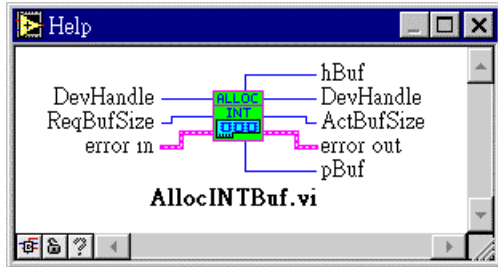 Help
hBuf
DevHandle ALLOC DevHandle
ReqBufSize INT ActBufSize
error in error out
pBuf
AllocINTBuf.vi
?